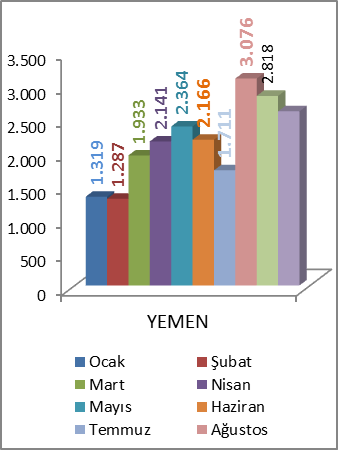 3.500
3.000
2.500
2.000
1.500
1.000
500
0
1.319
1.287
1.933
2.141
2.364
2.166
1.711
3.076
2.818
YEMEN
Ocak
Şubat
Mart
Nisan
Mayıs
Haziran
Temmuz
Ağustos